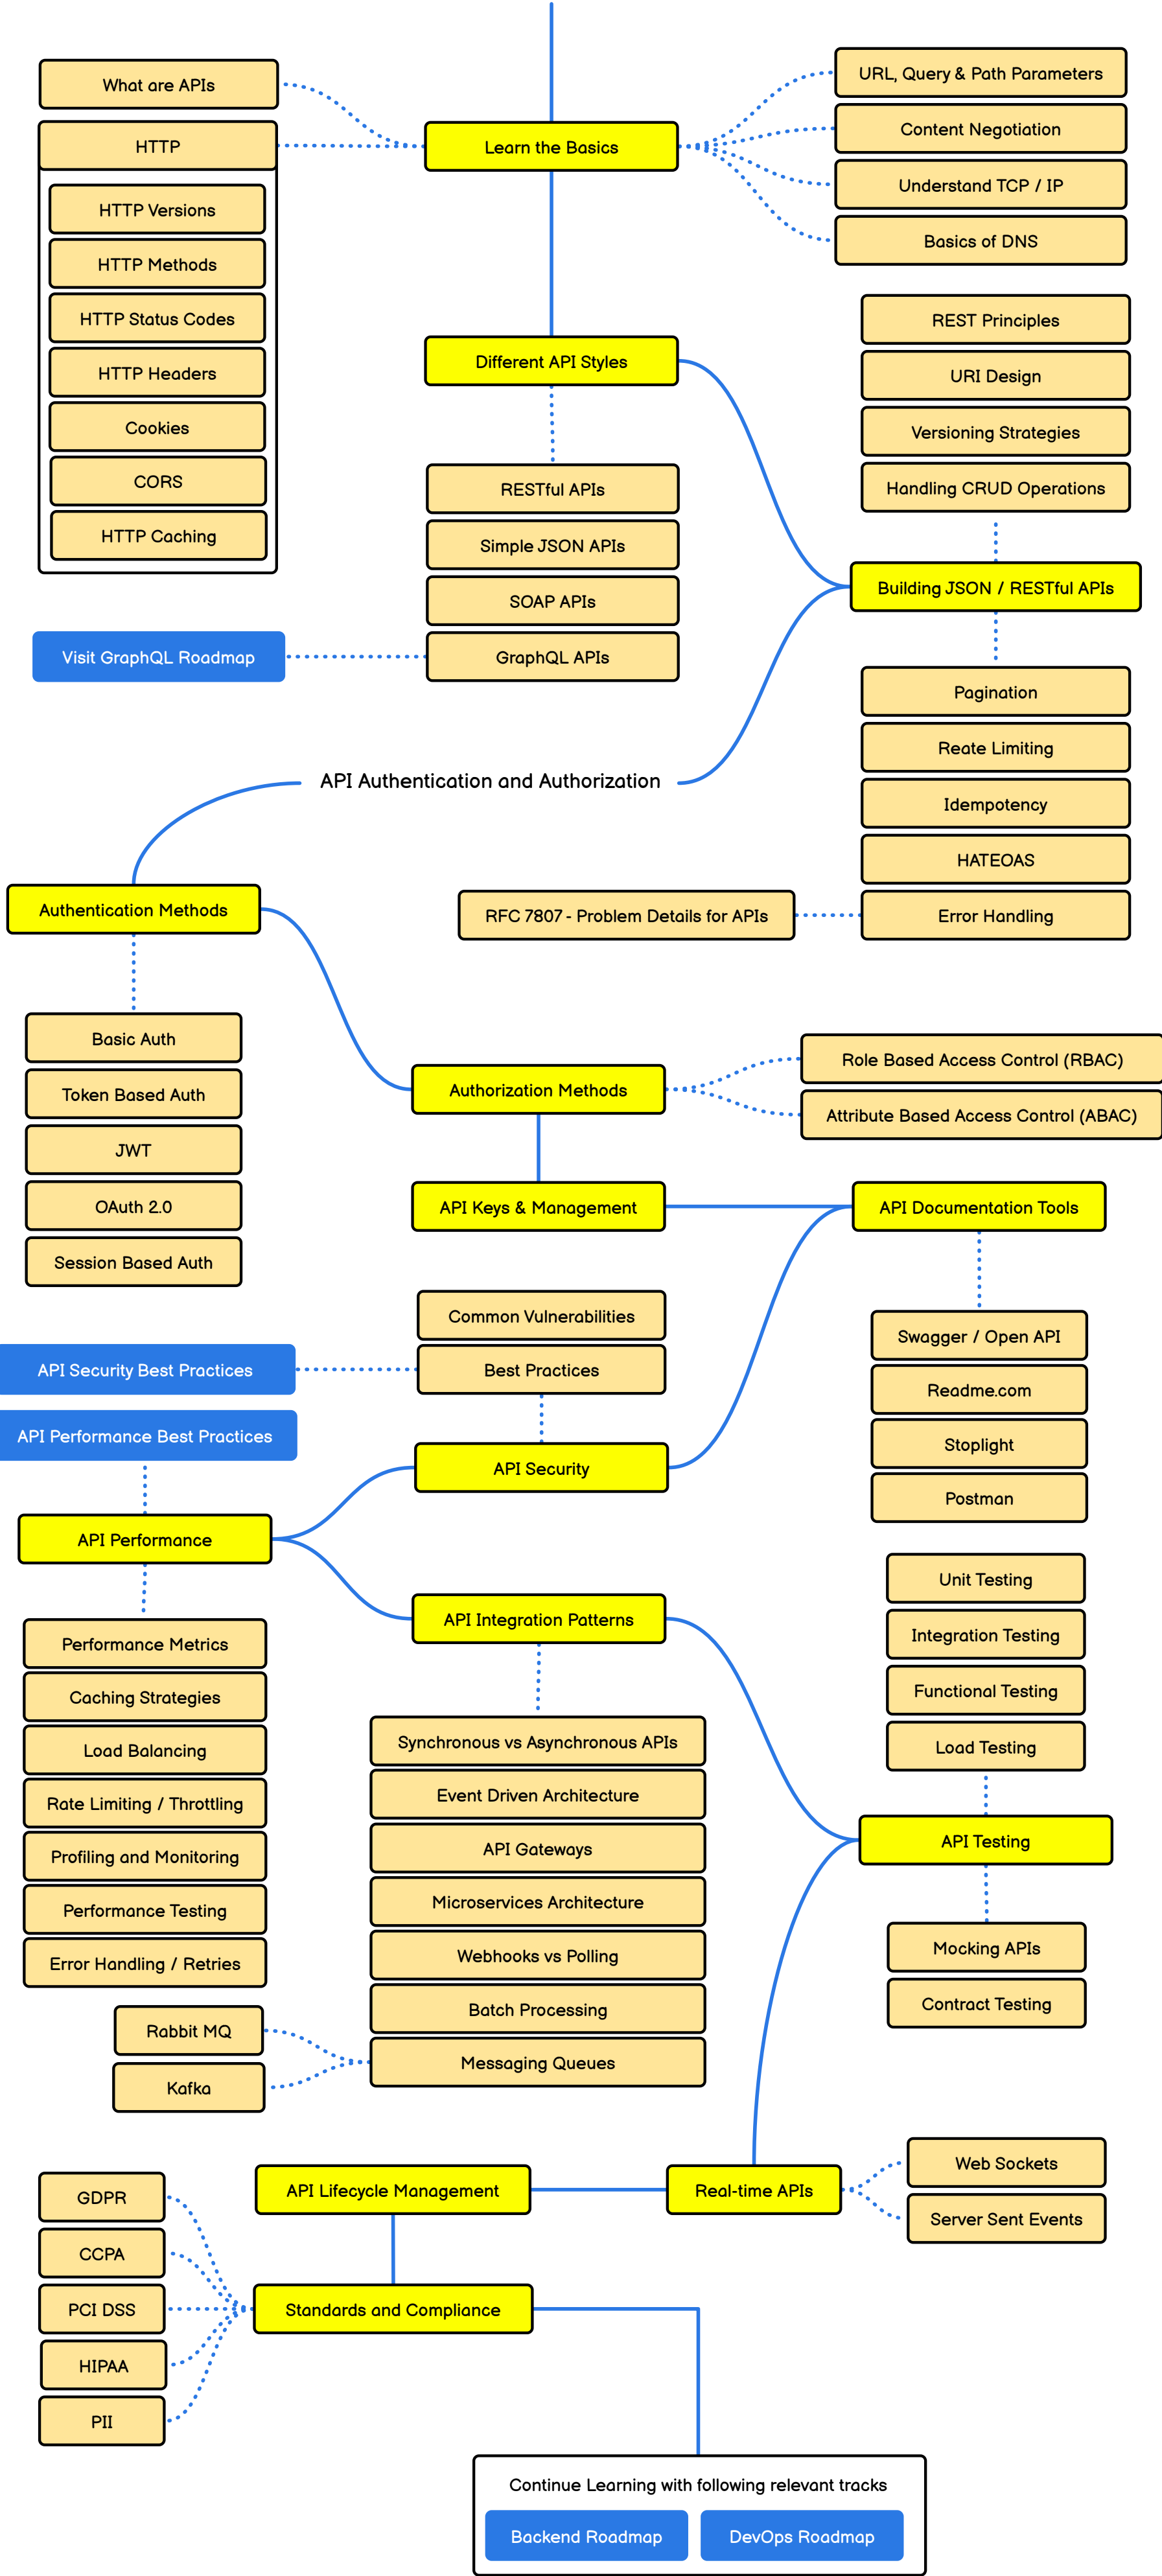 What are APIs
HTTP
HTTP Versions
HTTP Methods
HTTP Status Codes
HTTP Headers
Cookies
CORS
HTTP Caching
Learn the Basics
URL, Query & Path Parameters
Content Negotiation
Understand TCP / IP
Basics of DNS
Different API Styles
RESTful APIs
Simple JSON APIs
SOAP APIs
GraphQL APIs
Visit GraphQL Roadmap
REST Principles
URI Design
Versioning Strategies
Handling CRUD Operations
Building JSON / RESTful APIs
Pagination
Reate Limiting
Idempotency
HATEOAS
Error Handling
RFC 7807 - Problem Details for APIs
API Authentication and Authorization
Authentication Methods
Basic Auth
Token Based Auth
JWT
OAuth 2.0
Session Based Auth
Authorization Methods
Role Based Access Control (RBAC)
Attribute Based Access Control (ABAC)
API Keys & Management
API Documentation Tools
Swagger / Open API
Readme.com
Stoplight
Postman
Common Vulnerabilities
Best Practices
API Security Best Practices
API Security
API Performance Best Practices
API Performance
Performance Metrics
Caching Strategies
Load Balancing
Rate Limiting / Throttling
Profiling and Monitoring
Performance Testing
Error Handling / Retries
API Integration Patterns
Synchronous vs Asynchronous APIs
Event Driven Architecture
API Gateways
Microservices Architecture
Webhooks vs Polling
Batch Processing
Messaging Queues
Rabbit MQ
Kafka
Unit Testing
Integration Testing
Functional Testing
Load Testing
API Testing
Mocking APIs
Contract Testing
Real-time APIs
Web Sockets
Server Sent Events
API Lifecycle Management
Standards and Compliance
GDPR
CCPA
PCI DSS
HIPAA
PII
Continue Learning with following relevant tracks
Backend Roadmap
DevOps Roadmap